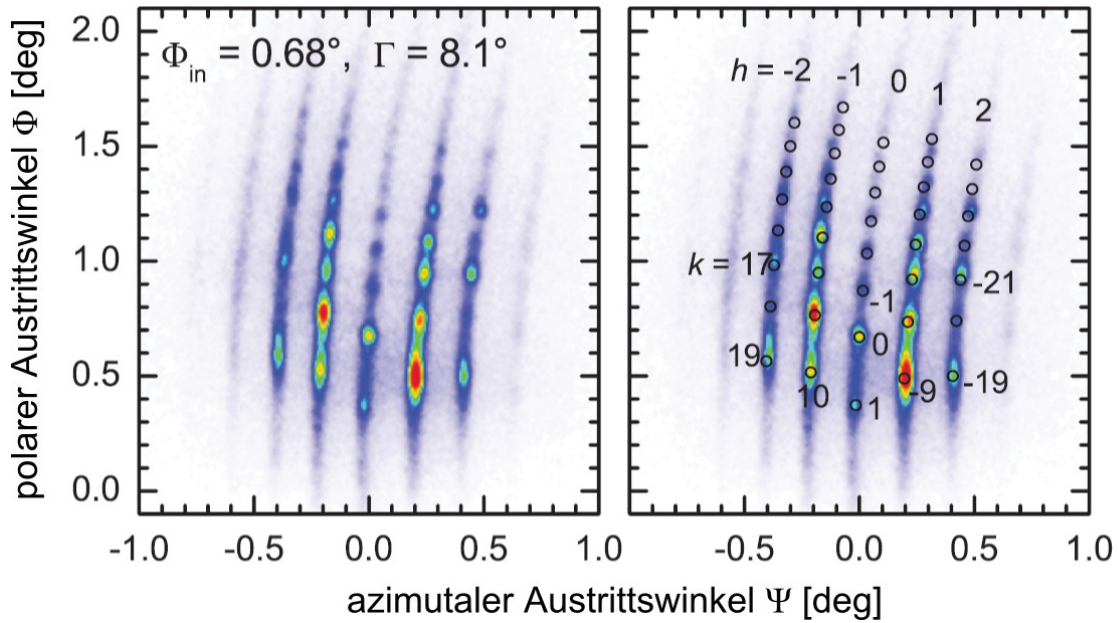 polarer Austrittswinkel Φ [deg]
2.0
1.5
1.0
0.5
0.0
Φin = 0.68° , Γ = 8.1°
-1.0 -0.5 0.0 0.5 1.0
h = -2 -1 0 1 2
k = 17 -1 -21
19 10 0 1 -9 -19
-0.5 0.0 0.5 1.0
azimutaler Austrittswinkel Ψ [deg]